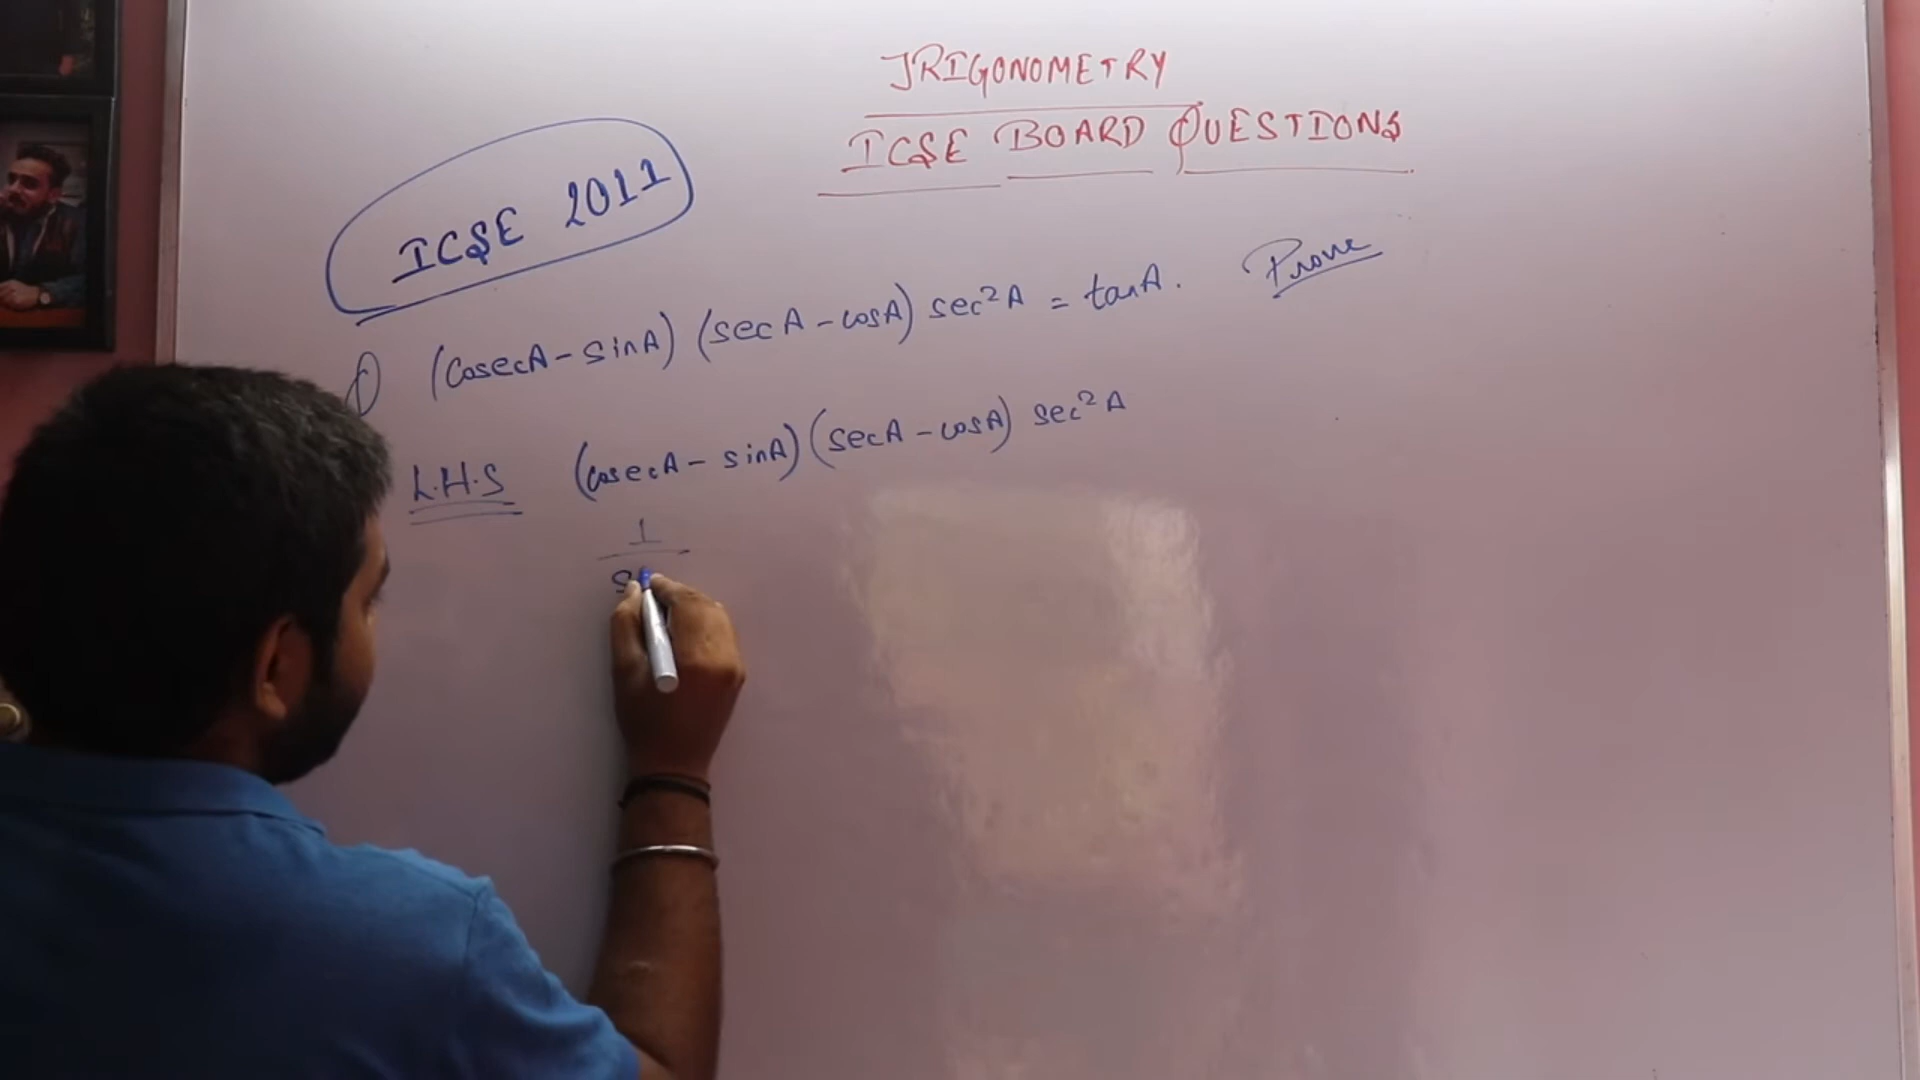 TRIGONOMETRY
ICSE BOARD QUESTIONS
ICSE 2011
① (CosecA - sinA) (secA - cosA) sec²A = tanA. Prove
L.H.S (cosecA - sinA) (secA - cosA) sec²A
1
s